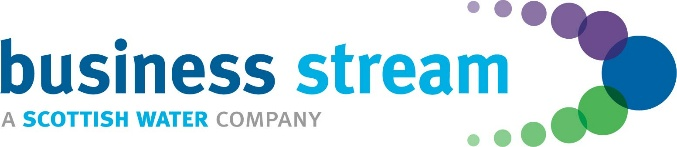 business stream
A SCOTTISH WATER COMPANY